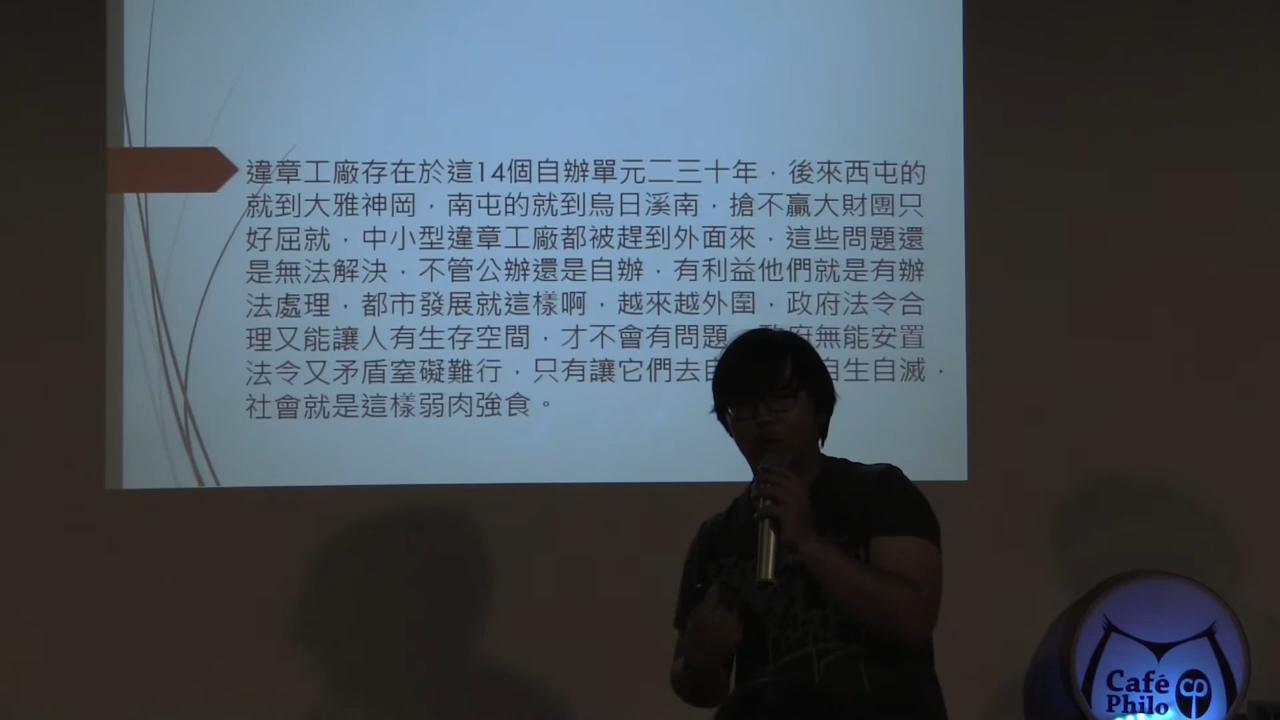 違章工廠存在於這14個自辦單元二三十年，後來西屯的
就到大雅神岡，南屯的就到烏日溪南，搶不贏大財團只
好屈就，中小型違章工廠都被趕到外面來，這些問題還
是無法解決，不管公辦還是自辦，有利益他們就是有辦
法處理，都市發展就這樣啊，越來越外圍，政府法令合
理又能讓人有生存空間，才不會有問題 政府無能安置
法令又矛盾窒礙難行，只有讓它們去自 自生自滅，
社會就是這樣弱肉強食。
Café
Philo